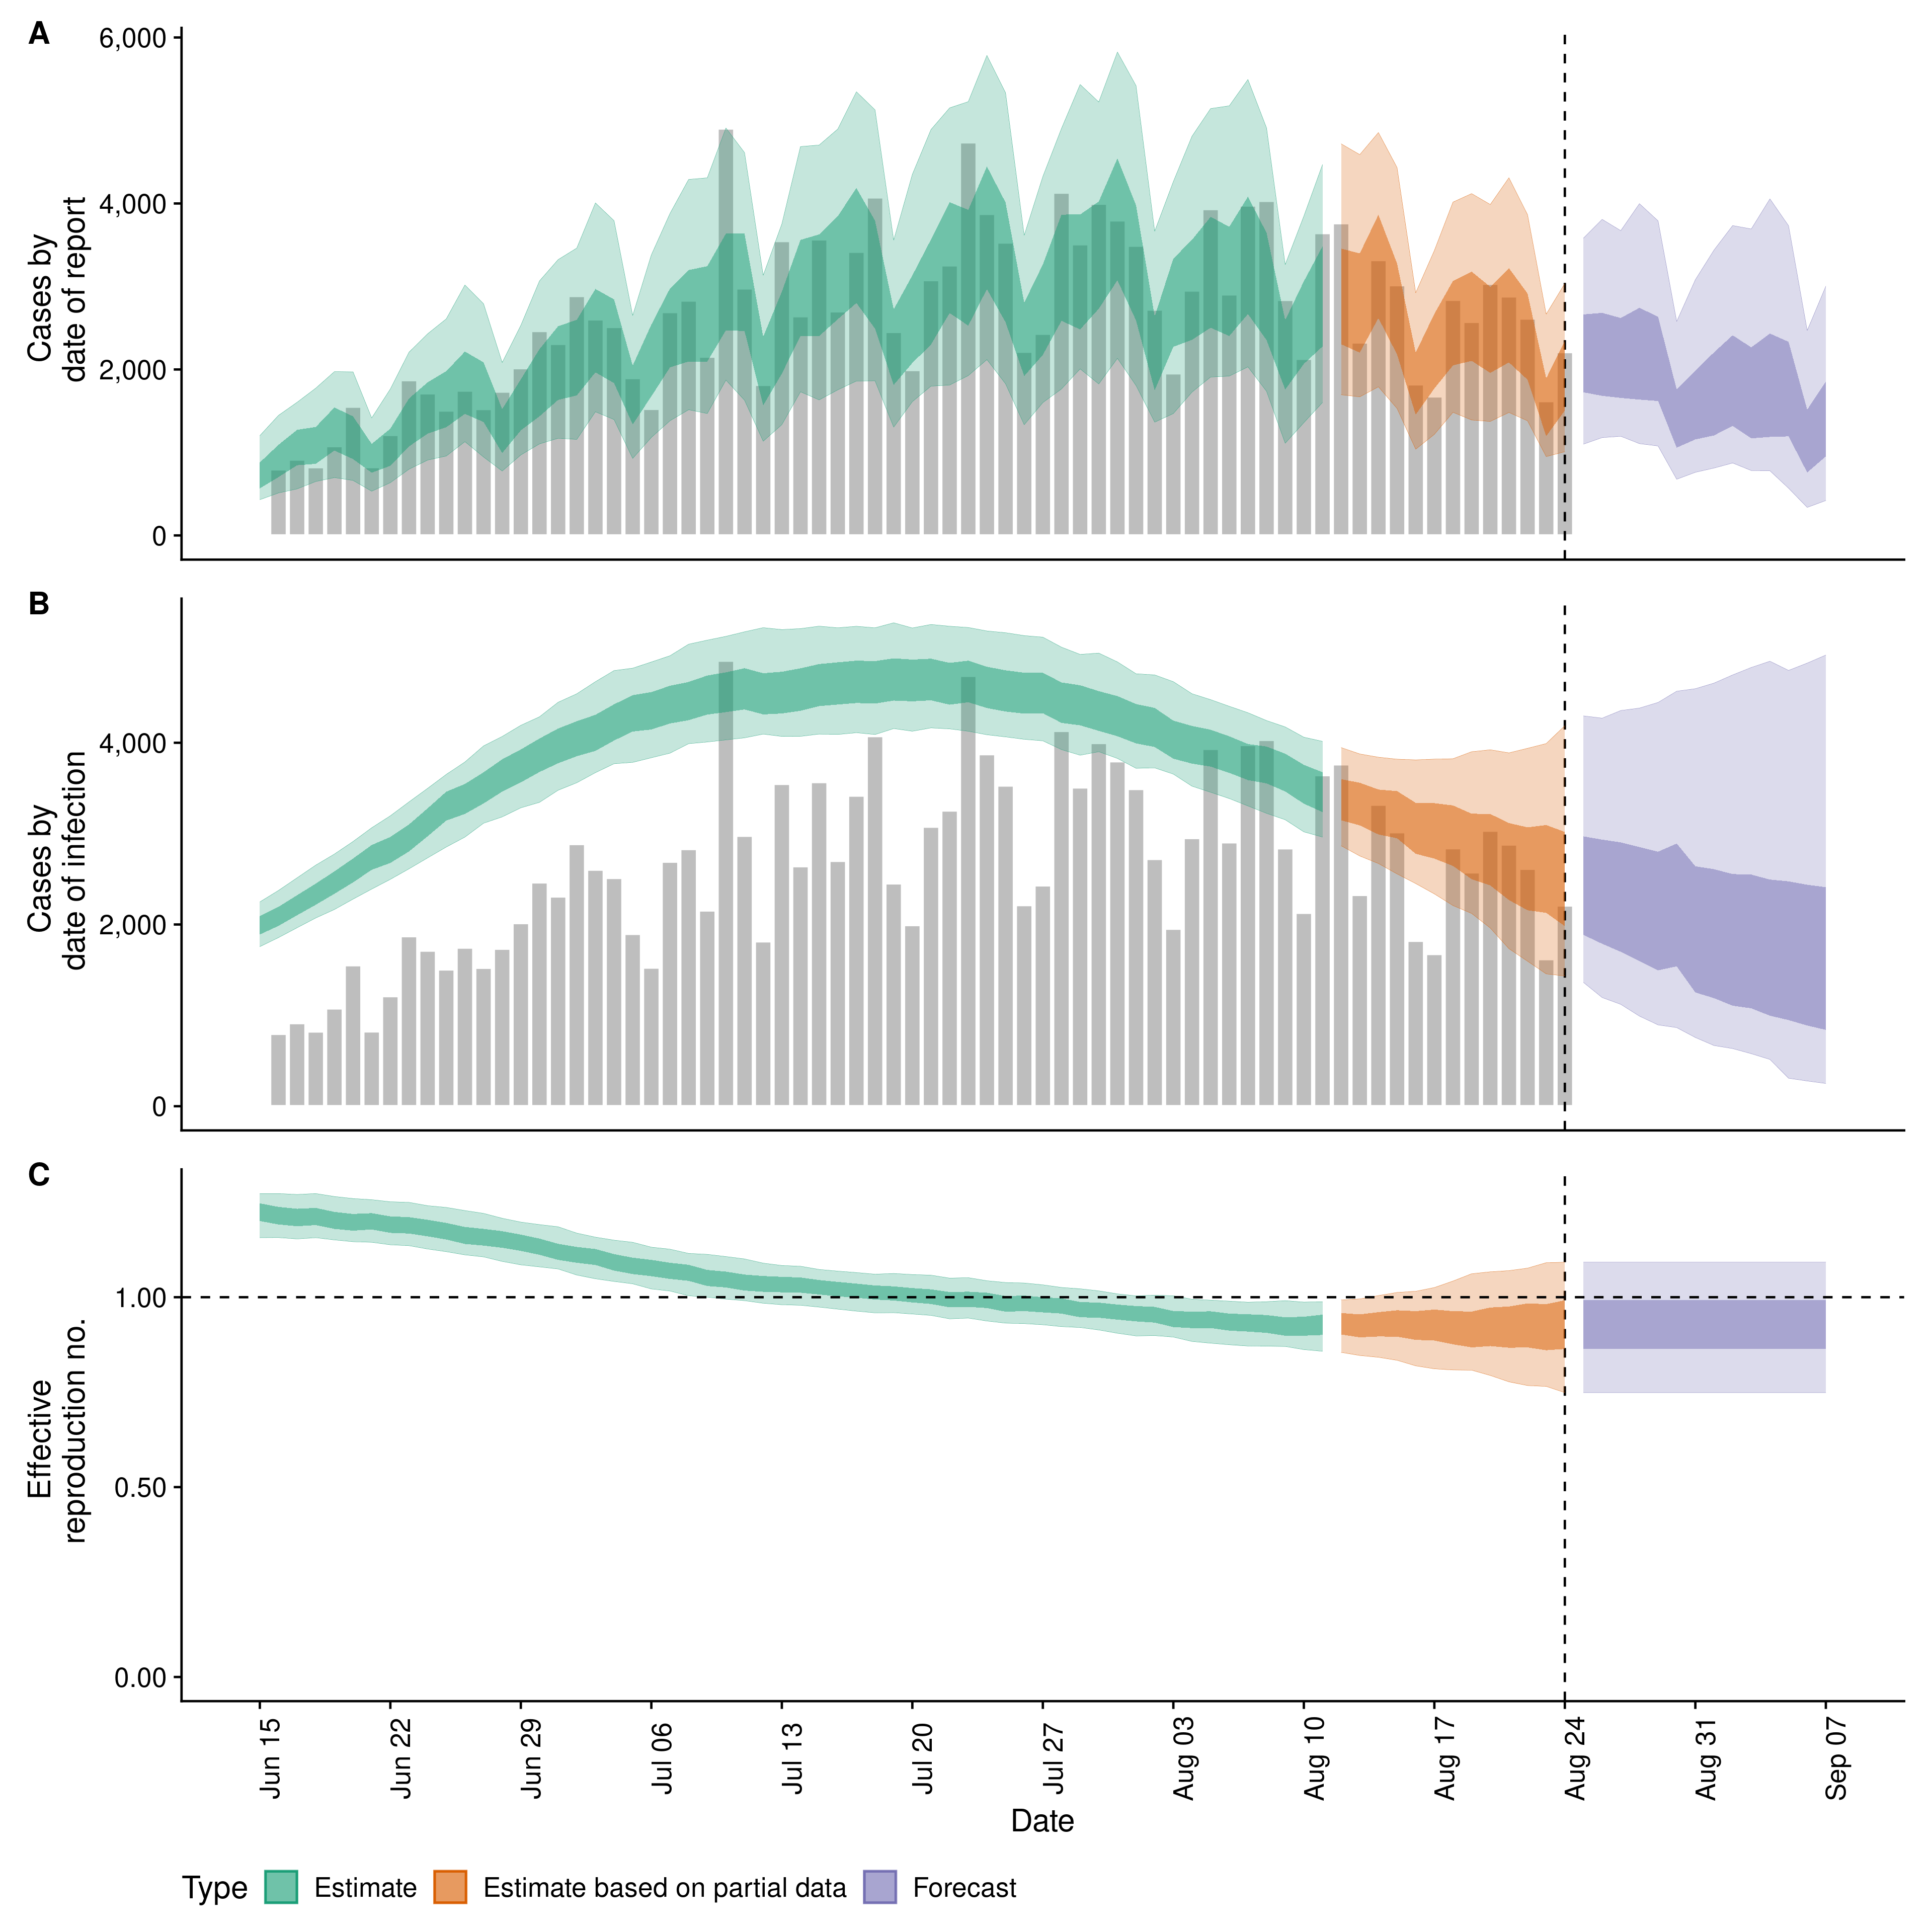 A
6,000
4,000
2,000
0
Cases by
date of report
B
4,000
2,000
0
Cases by
date of infection
C
1.00
0.50
0.00
Effective
reproduction no.
Jun 15
Jun 22
Jun 29
Jul 06
Jul 13
Jul 20
Jul 27
Aug 03
Aug 10
Aug 17
Aug 24
Aug 31
Sep 07
Date
Type Estimate Estimate based on partial data Forecast